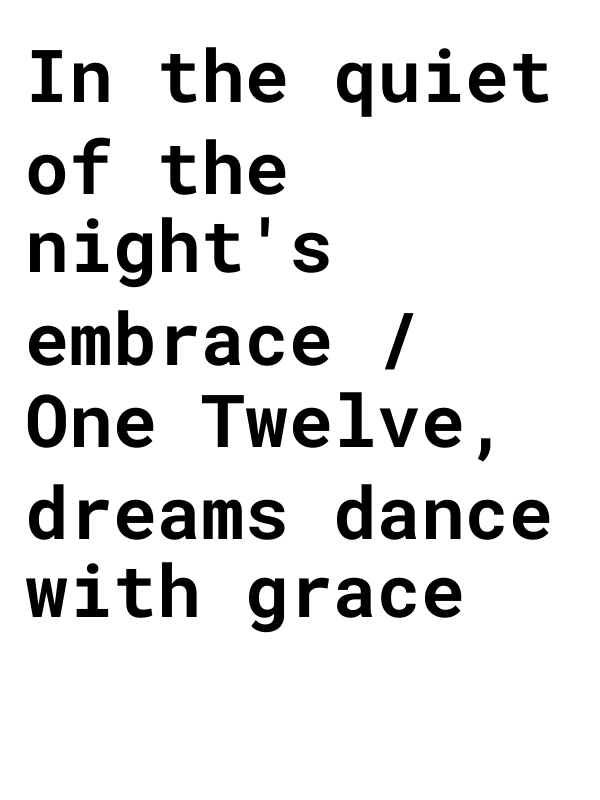 In the quiet
of the
night's
embrace /
One Twelve,
dreams dance
with grace